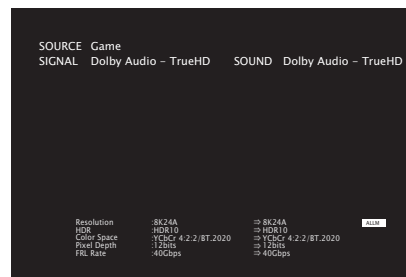 SOURCE Game
SIGNAL Dolby Audio – TrueHD SOUND Dolby Audio – TrueHD
Resolution :8K24A ⇒ 8K24A ALLM
HDR :HDR10 ⇒ HDR10
Color Space :YCbCr 4:2:2/BT.2020 ⇒ YCbCr 4:2:2/BT.2020
Pixel Depth :12bits ⇒ 12bits
FRL Rate :40Gbps ⇒ 40Gbps